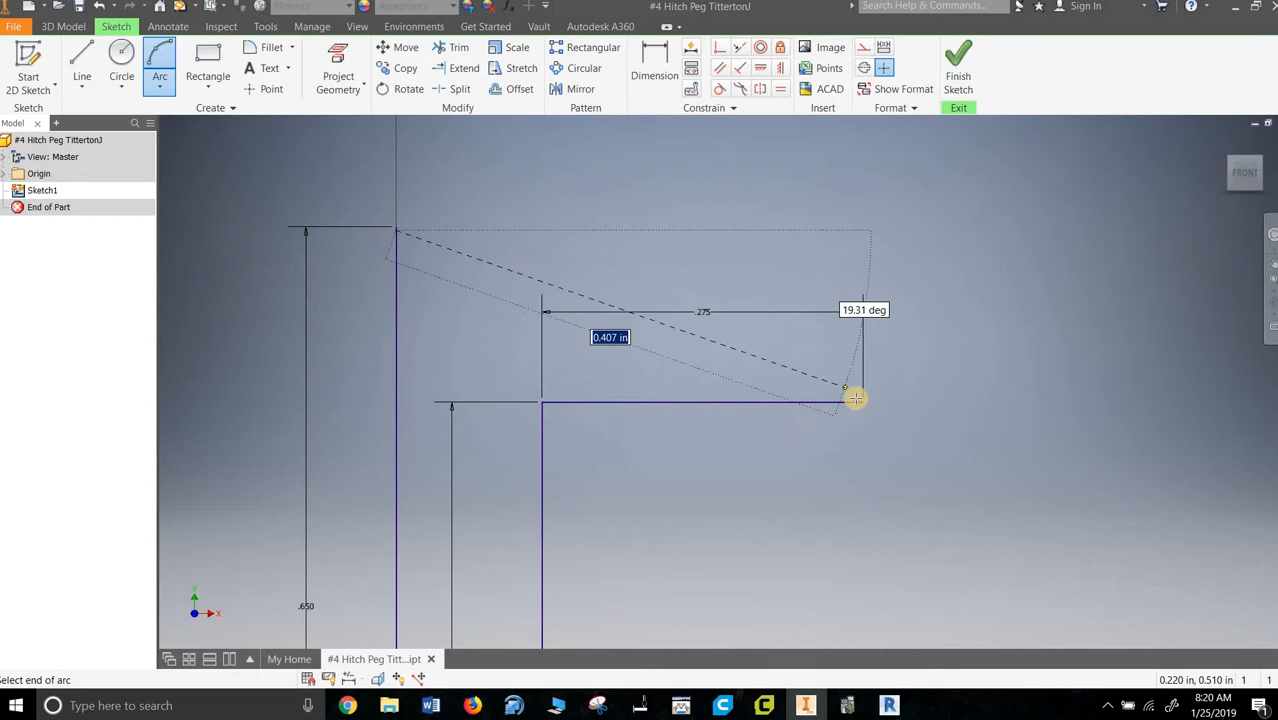 Material
Appearance
#4 Hitch Peg TittertonJ
Search Help & Commands...
Sign In
File
3D Model
Sketch
Annotate
Inspect
Tools
Manage
View
Environments
Get Started
Vault
Autodesk A360
Start
2D Sketch
Line
Circle
Arc
Rectangle
Fillet
Text
Point
Project
Geometry
Move
Copy
Rotate
Trim
Extend
Split
Scale
Stretch
Offset
Rectangular
Circular
Mirror
Dimension
Image
Points
ACAD
Show Format
Finish
Sketch
Sketch
Create
Modify
Pattern
Constrain
Insert
Format
Exit
Model
#4 Hitch Peg TittertonJ
View: Master
Origin
Sketch1
End of Part
FRONT
19.31 deg
.275
0.407 in
.650
Y
X
My Home
#4 Hitch Peg Titt...ipt
Select end of arc
0.220 in, 0.510 in
1
1
Type here to search
8:20 AM
1/25/2019